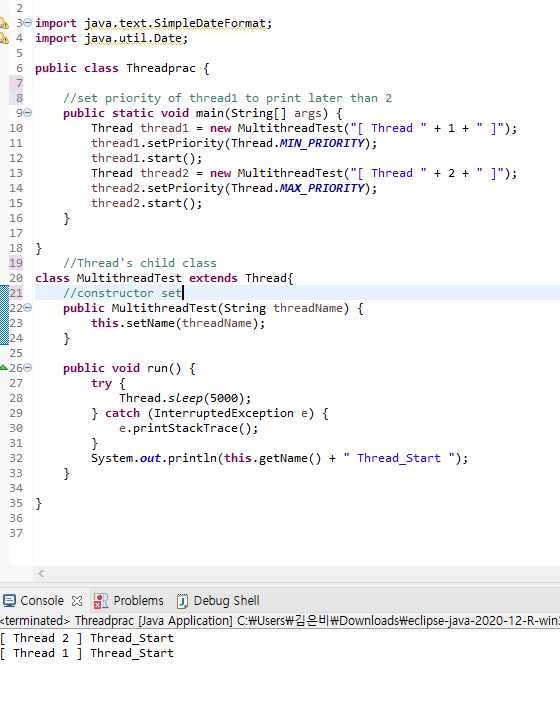 2
3 import java.text.SimpleDateFormat;
4 import java.util.Date;
5
6 public class Threadprac {
7
8 //set priority of thread1 to print later than 2
9 public static void main(String[] args) {
10 Thread thread1 = new MultithreadTest("[ Thread " + 1 + " ]");
11 thread1.setPriority(Thread.MIN_PRIORITY);
12 thread1.start();
13 Thread thread2 = new MultithreadTest("[ Thread " + 2 + " ]");
14 thread2.setPriority(Thread.MAX_PRIORITY);
15 thread2.start();
16 }
17
18 }
19 //Thread's child class
20 class MultithreadTest extends Thread{
21 //constructor set
22 public MultithreadTest(String threadName) {
23 this.setName(threadName);
24 }
25
26 public void run() {
27 try {
28 Thread.sleep(5000);
29 } catch (InterruptedException e) {
30 e.printStackTrace();
31 }
32 System.out.println(this.getName() + " Thread_Start ");
33 }
34
35 }
36
37
Console Problems Debug Shell
<terminated> Threadprac [Java Application] C:₩Users₩김은비₩Downloads₩eclipse-java-2020-12-R-win3
[ Thread 2 ] Thread_Start
[ Thread 1 ] Thread_Start